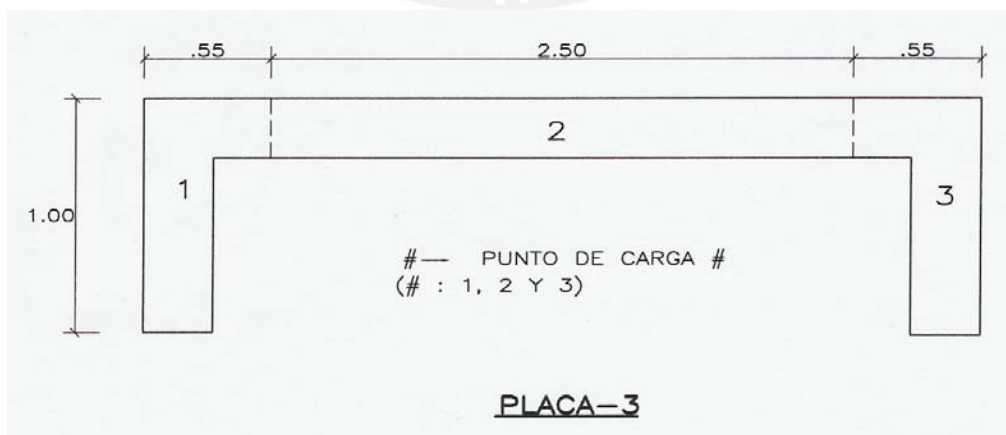 .55 2.50 .55
2
1 3
1.00
#— PUNTO DE CARGA #
(# : 1, 2 Y 3)
PLACA—3